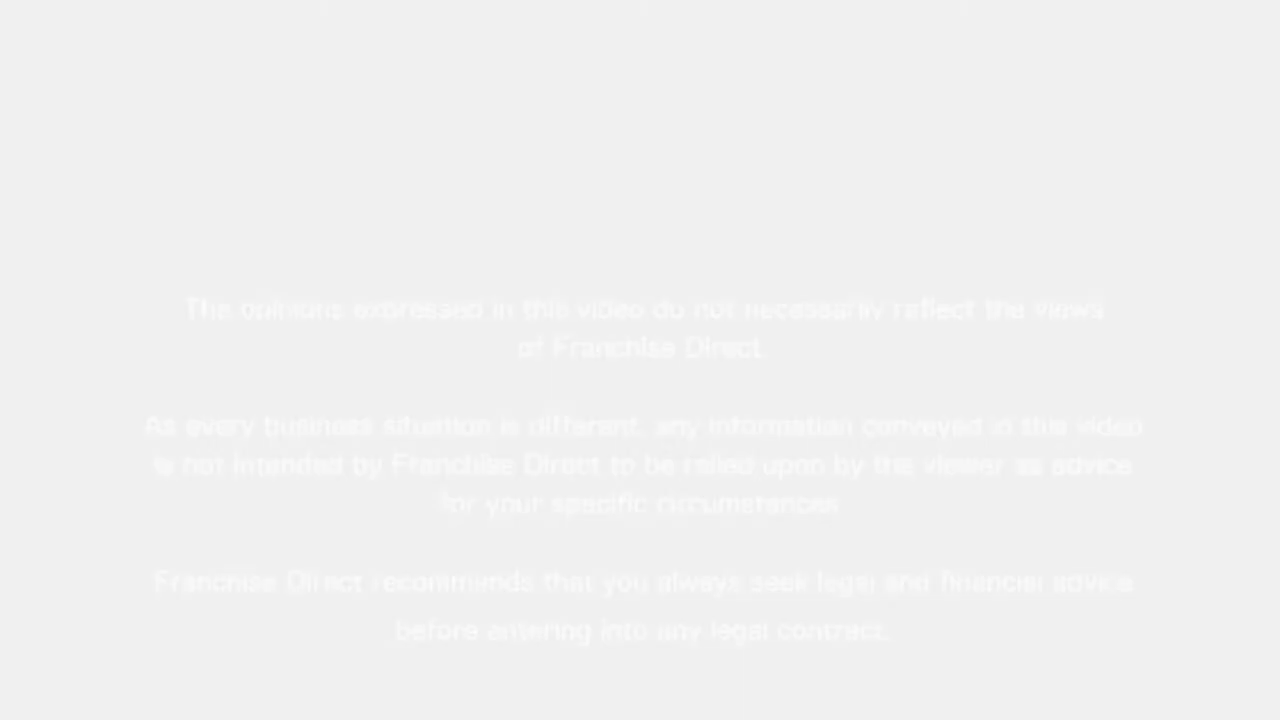 The opinions expressed in this video do not necessarily reflect the views
of Franchise Direct
As every business situation is different, any information conveyed in this video
is not intended by Franchise Direct to be relied upon by the viewer as advice
for your specific circumstances
Franchise Direct recommends that you always seek legal and financial advice
before entering into any legal contract.